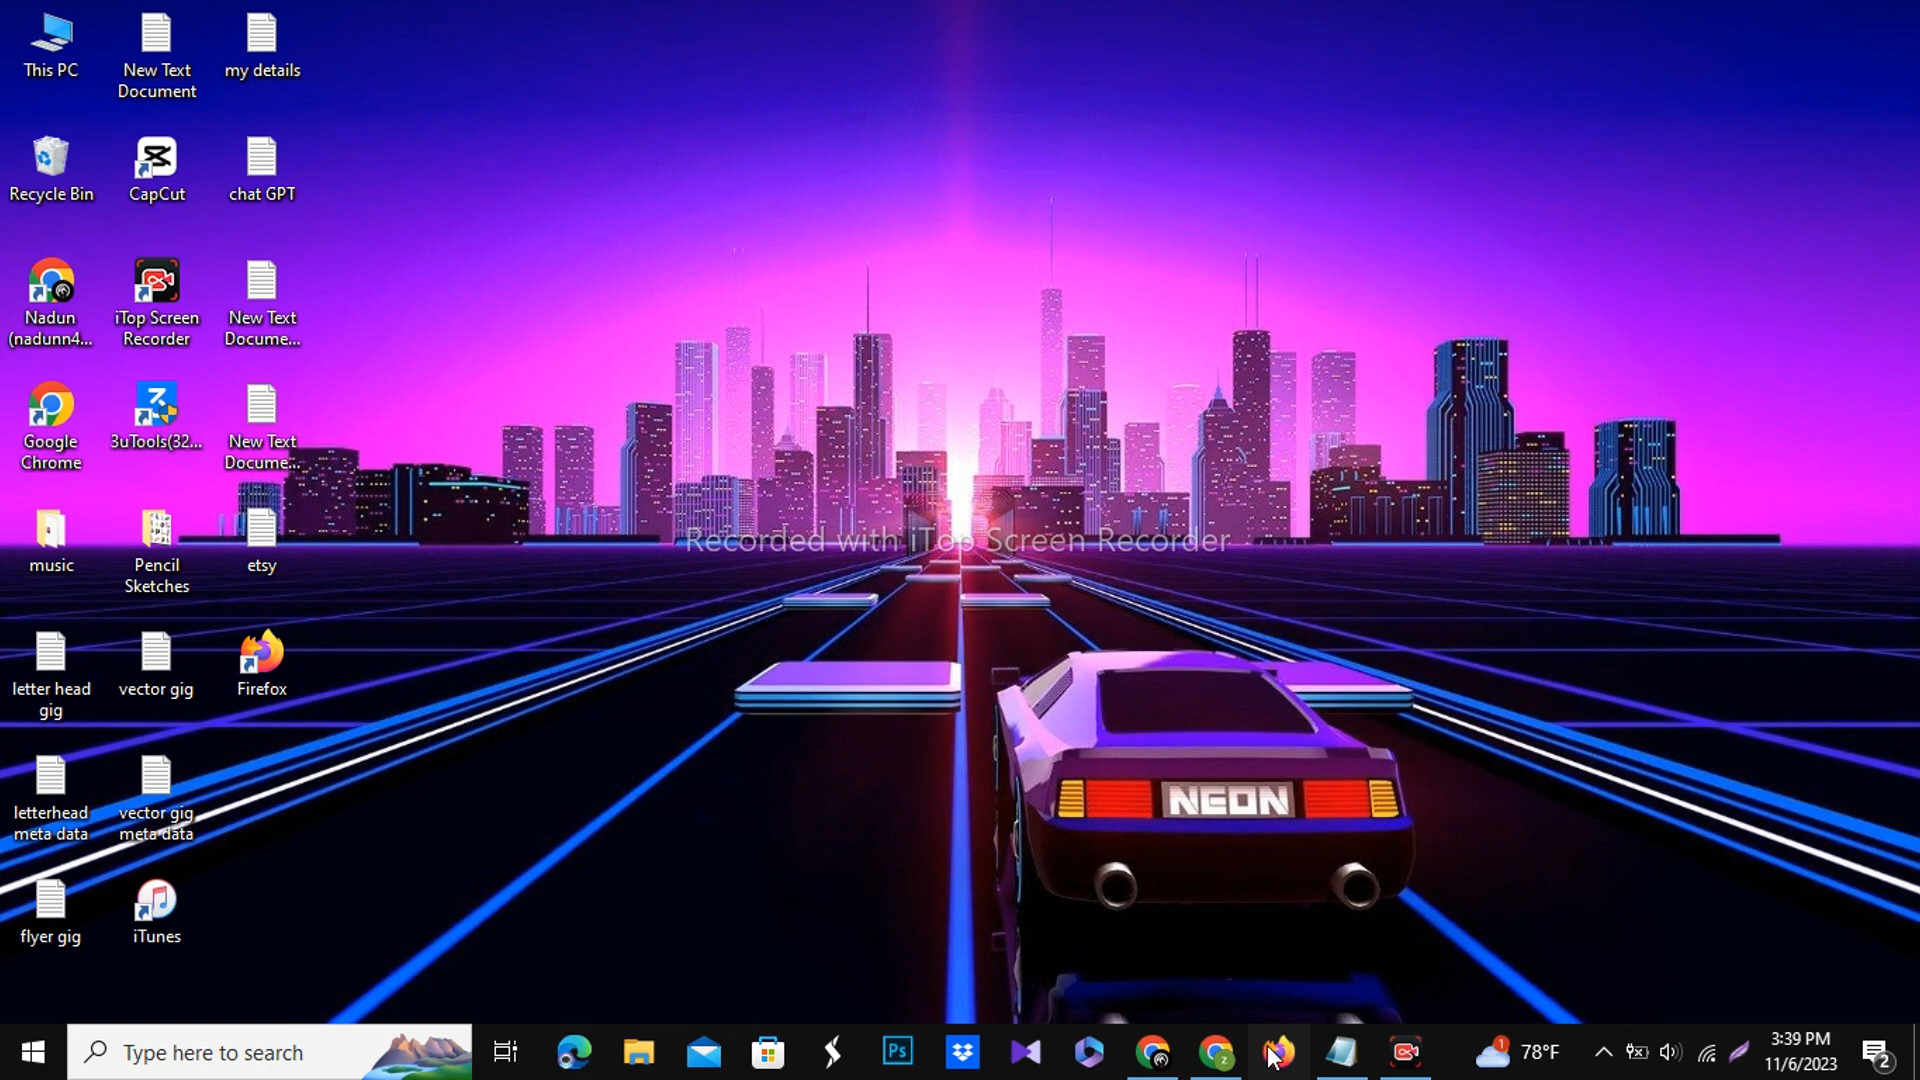 This PC
New Text
Document
my details
Recycle Bin
CapCut
chat GPT
Nadun
(nadunn4...
iTop Screen
Recorder
New Text
Docume...
Google
Chrome
3uTools(32...
New Text
Docume...
music
Pencil
Sketches
etsy
Recorded with iTop Screen Recorder
letter head
gig
vector gig
Firefox
letterhead
meta data
vector gig
meta data
NEON
flyer gig
iTunes
Type here to search
Ps
z
1
78°F
3:39 PM
11/6/2023
2